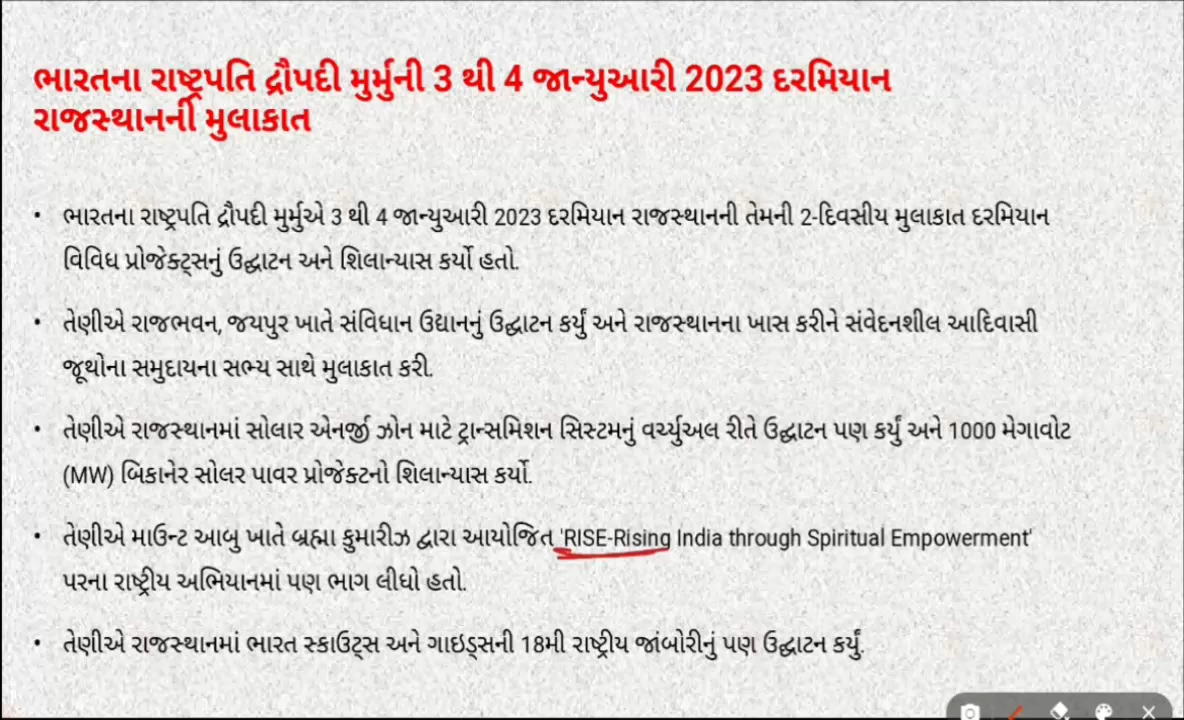 ભારતના રાષ્ટ્રપતિ દ્રૌપદી મુર્મુની 3 થી 4 જાન્યુઆરી 2023 દરમિયાન
રાજસ્થાનની મુલાકાત
• ભારતના રાષ્ટ્રપતિ દ્રૌપદી મુર્મુએ 3 થી 4 જાન્યુઆરી 2023 દરમિયાન રાજસ્થાનની તેમની 2-દિવસીય મુલાકાત દરમિયાન
વિવિધ પ્રોજેક્ટ્સનું ઉદ્ઘાટન અને શિલાન્યાસ કર્યો હતો.
• તેણીએ રાજભવન, જયપુર ખાતે સંવિધાન ઉદ્યાનનું ઉદ્ઘાટન કર્યું અને રાજસ્થાનના ખાસ કરીને સંવેદનશીલ આદિવાસી
જૂથોના સમુદાયના સભ્ય સાથે મુલાકાત કરી.
• તેણીએ રાજસ્થાનમાં સોલાર એનર્જી ઝોન માટે ટ્રાન્સમિશન સિસ્ટમનું વર્ચ્યુઅલ રીતે ઉદ્ઘાટન પણ કર્યું અને 1000 મેગાવોટ
(MW) બિકાનેર સોલર પાવર પ્રોજેક્ટનો શિલાન્યાસ કર્યો.
• તેણીએ માઉન્ટ આબુ ખાતે બ્રહ્મા કુમારીઝ દ્વારા આયોજિત 'RISE-Rising India through Spiritual Empowerment'
પરના રાષ્ટ્રીય અભિયાનમાં પણ ભાગ લીધો હતો.
• તેણીએ રાજસ્થાનમાં ભારત સ્કાઉટ્સ અને ગાઇડ્સની 18મી રાષ્ટ્રીય જાંબોરીનું પણ ઉદ્ઘાટન કર્યું.